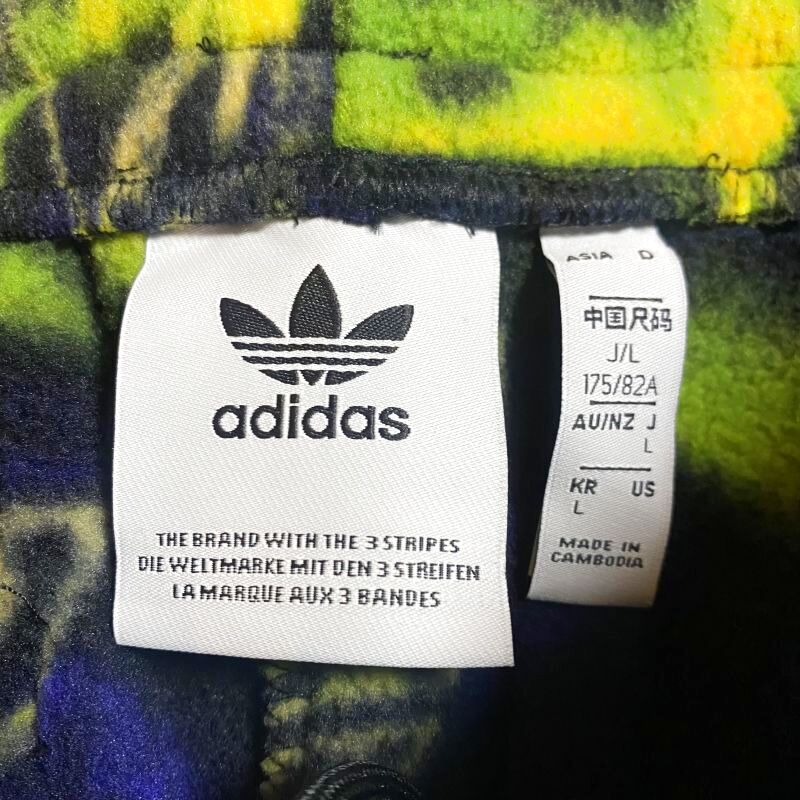 adidas
THE BRAND WITH THE 3 STRIPES
DIE WELTMARKE MIT DEN 3 STREIFEN
LA MARQUE AUX 3 BANDES
ASIA D
中国尺码
J/L
175/82A
AU/NZ J
L
KR US
L
MADE IN
CAMBODIA